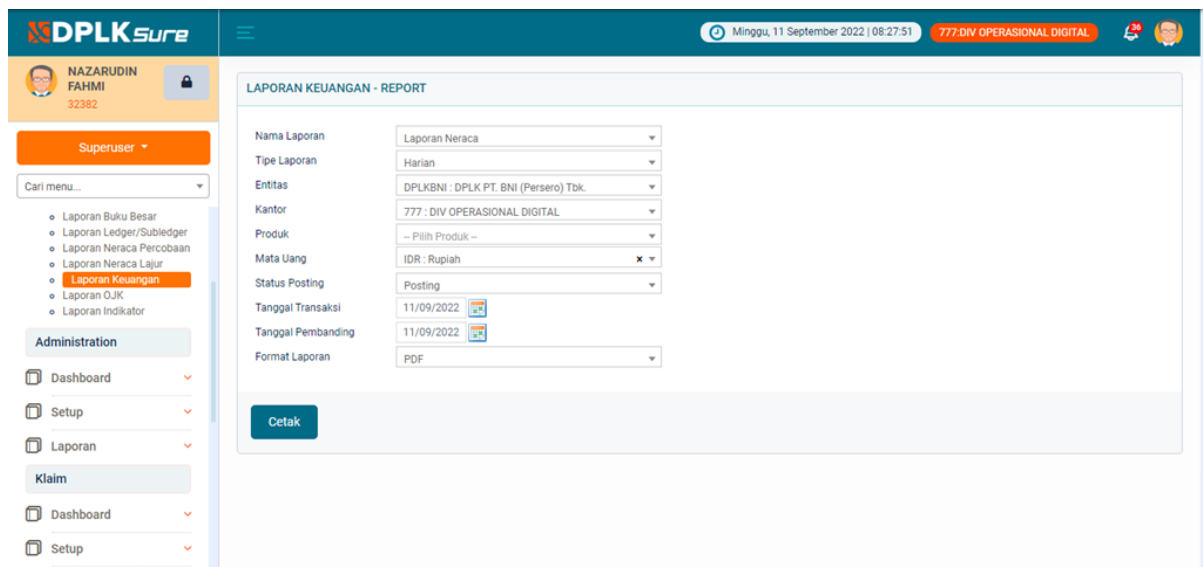 DPLK Sure
Minggu, 11 September 2022 | 08:27:51
777:DIV OPERASIONAL DIGITAL
36
NAZARUDIN
FAHMI
32382
Superuser
Cari menu...
Laporan Buku Besar
Laporan Ledger/Subledger
Laporan Neraca Percobaan
Laporan Neraca Lajur
Laporan Keuangan
Laporan OJK
Laporan Indikator
Administration
Dashboard
Setup
Laporan
Klaim
Dashboard
Setup
LAPORAN KEUANGAN - REPORT
Nama Laporan Laporan Neraca
Tipe Laporan Harian
Entitas DPLKBNI : DPLK PT. BNI (Persero) Tbk.
Kantor 777 : DIV OPERASIONAL DIGITAL
Produk -- Pilih Produk --
Mata Uang IDR : Rupiah
Status Posting Posting
Tanggal Transaksi 11/09/2022
Tanggal Pembanding 11/09/2022
Format Laporan PDF
Cetak